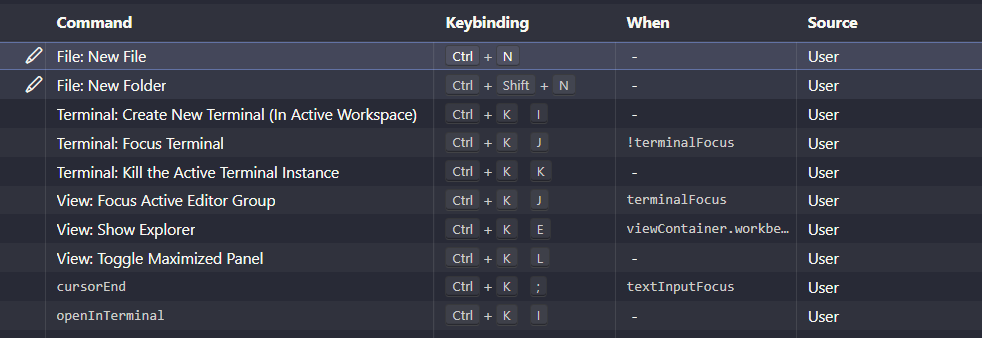 Command Keybinding When Source
File: New File Ctrl + N - User
File: New Folder Ctrl + Shift + N - User
Terminal: Create New Terminal (In Active Workspace) Ctrl + K I - User
Terminal: Focus Terminal Ctrl + K J !terminalFocus User
Terminal: Kill the Active Terminal Instance Ctrl + K K - User
View: Focus Active Editor Group Ctrl + K J terminalFocus User
View: Show Explorer Ctrl + K E viewContainer.workbe… User
View: Toggle Maximized Panel Ctrl + K L - User
cursorEnd Ctrl + K ; textInputFocus User
openInTerminal Ctrl + K I - User